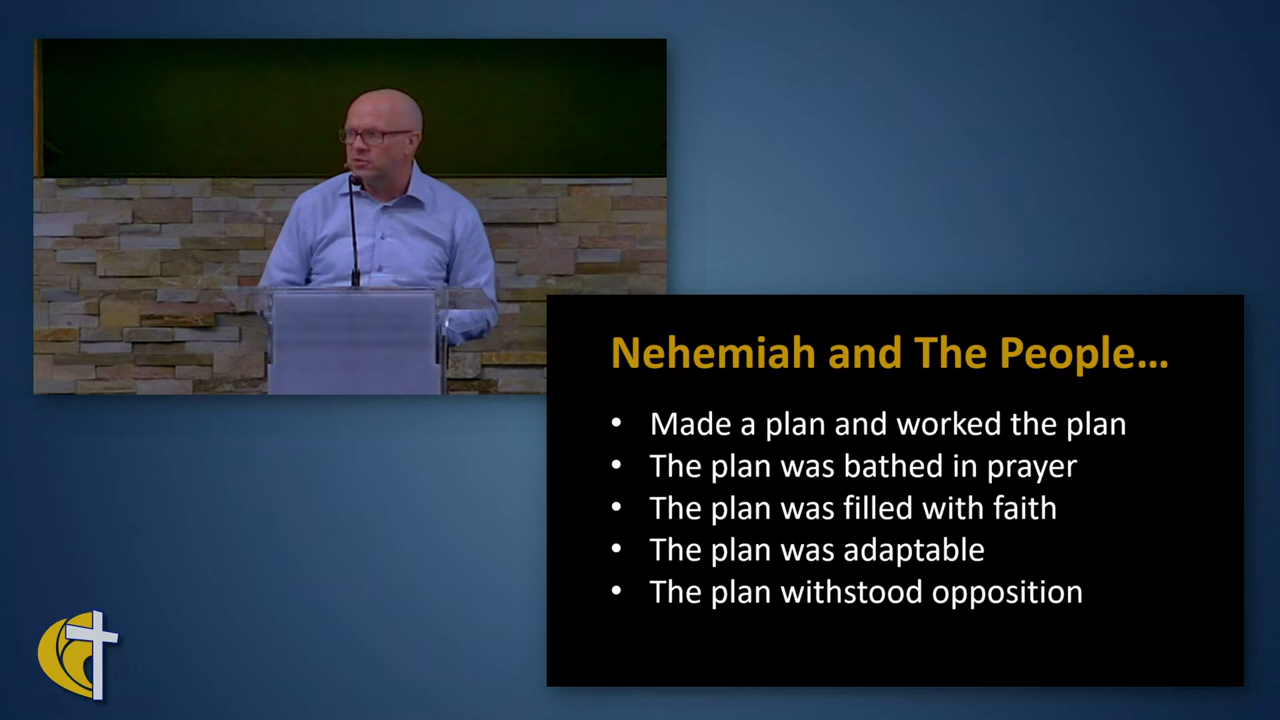 Nehemiah and The People...
• Made a plan and worked the plan
• The plan was bathed in prayer
• The plan was filled with faith
• The plan was adaptable
• The plan withstood opposition